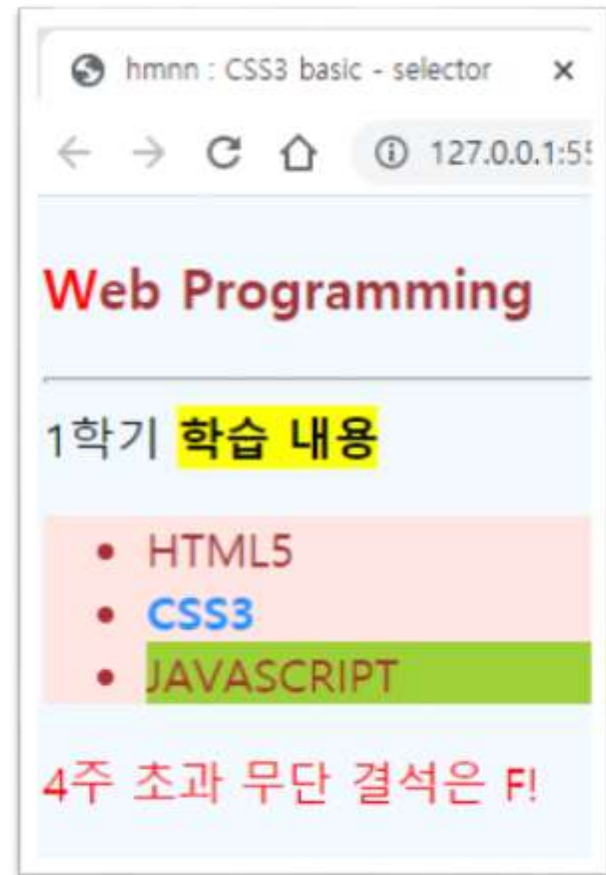 hmnn : CSS3 basic - selector
127.0.0.1:55
Web Programming
1학기 학습 내용
HTML5
CSS3
JAVASCRIPT
4주 초과 무단 결석은 F!